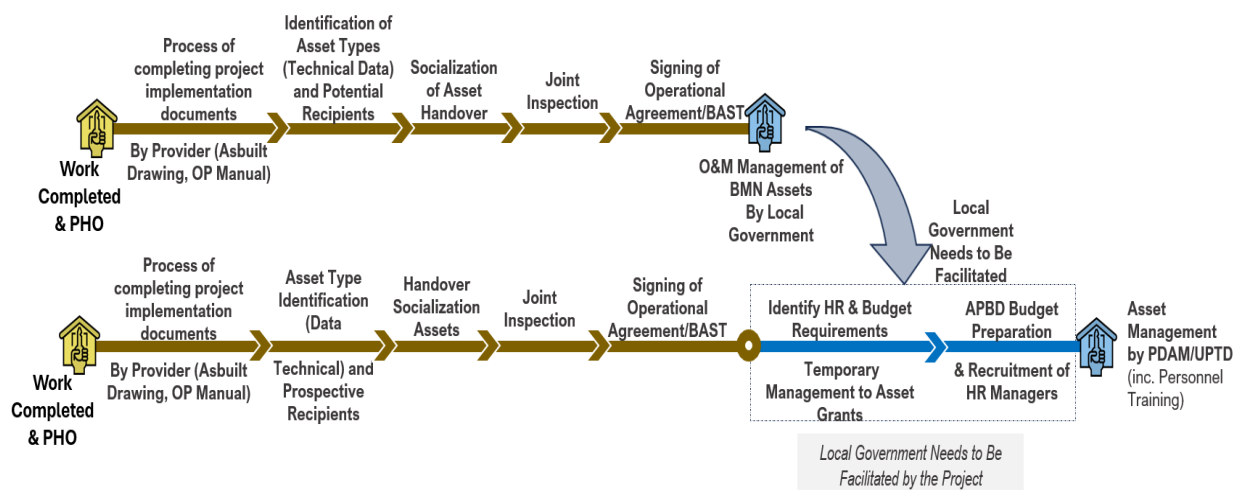 Process of
completing project
implementation
documents
By Provider (Asbuilt
Drawing, OP Manual)
Identification of
Asset Types
(Technical Data)
and Potential
Recipients
Socialization
of Asset
Handover
Joint
Inspection
Signing of
Operational
Agreement/BAST
Work
Completed
& PHO
O&M Management of
BMN Assets
By Local
Government
Local
Government
Needs to Be
Facilitated
Process of
completing project
implementation
documents
By Provider (Asbuilt
Drawing, OP Manual)
Asset Type
Identification
(Data
Technical) and
Prospective
Recipients
Handover
Socialization
Assets
Joint
Inspection
Signing of
Operational
Agreement/BAST
Identify HR & Budget
Requirements
Temporary
Management to Asset
Grants
APBD Budget
Preparation
& Recruitment of
HR Managers
Asset
Management
by PDAM/UPTD
(inc. Personnel
Training)
Work
Completed
& PHO
Local Government Needs to Be
Facilitated by the Project